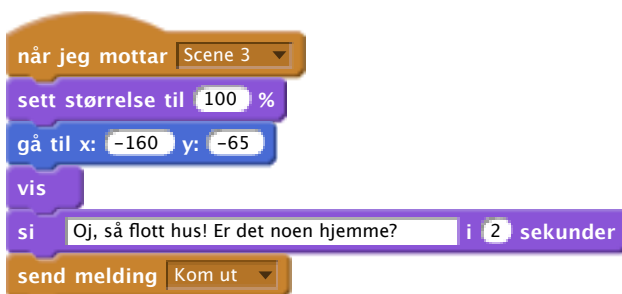 når jeg mottar Scene 3
sett størrelse til 100 %
gå til x: -160 y: -65
vis
si Oj, så flott hus! Er det noen hjemme? i 2 sekunder
send melding Kom ut